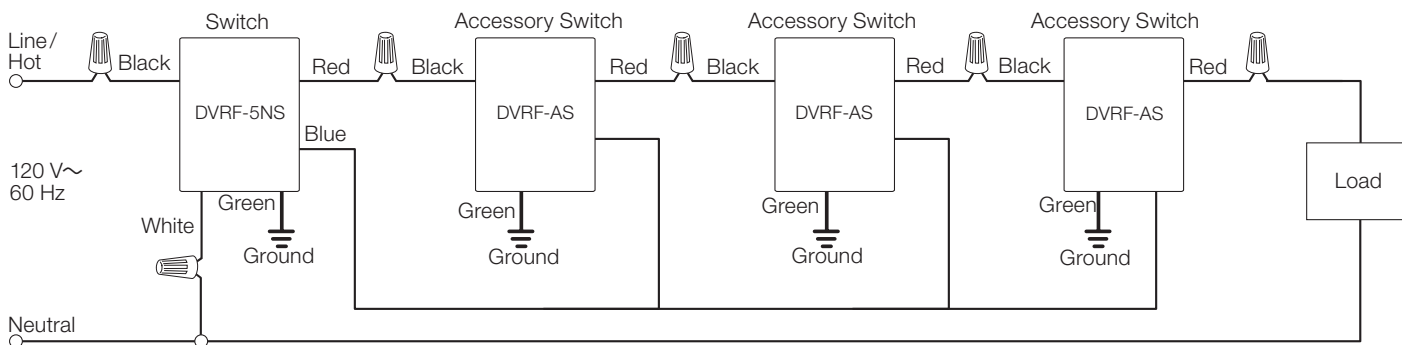 Switch
Accessory Switch
Accessory Switch
Accessory Switch
Line/
Hot
Black
Red
Black
Red
Black
Red
Black
Red
DVRF-5NS
DVRF-AS
DVRF-AS
DVRF-AS
Blue
120 V~
60 Hz
Load
Green
Green
Green
Green
White
Ground
Ground
Ground
Ground
Neutral